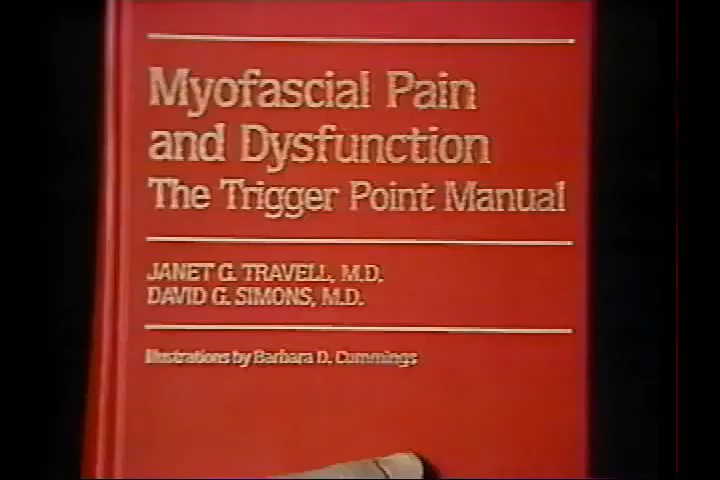 Myofascial Pain
and Dysfunction
The Trigger Point Manual
JANET G. TRAVELL, M.D.
DAVID G. SIMONS, M.D.
Illustrations by Barbara D. Cummings